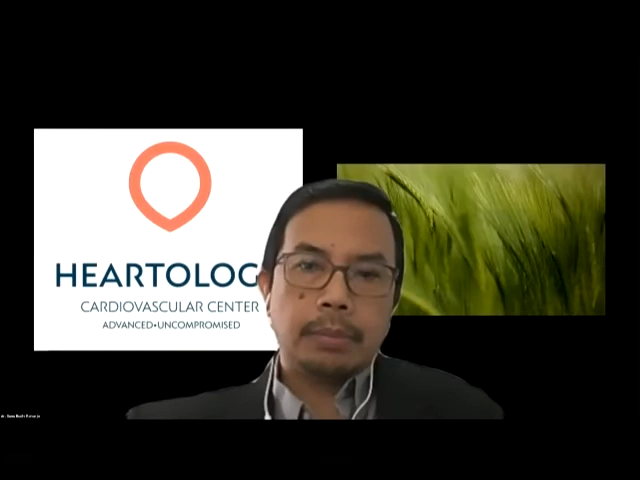 HEARTOLOG
CARDIOVASCULAR CENTER
ADVANCED•UNCOMPROMISED